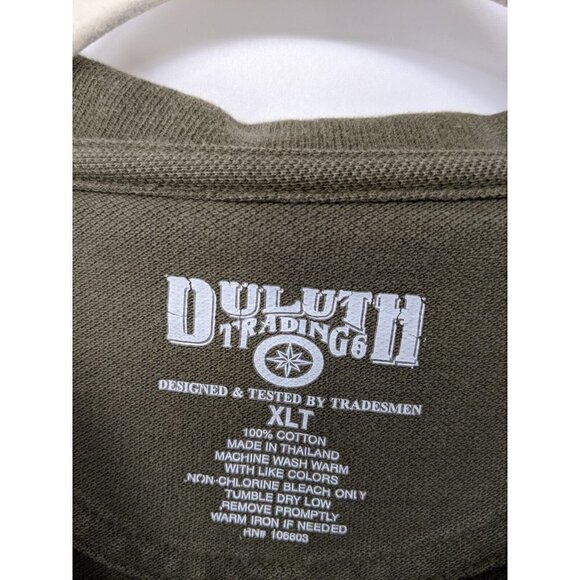 DULUTH
TRADING Co
DESIGNED & TESTED BY TRADESMEN
XLT
100% COTTON
MADE IN THAILAND
MACHINE WASH WARM
WITH LIKE COLORS
NON-CHLORINE BLEACH ONLY
TUMBLE DRY LOW
REMOVE PROMPTLY
WARM IRON IF NEEDED
RN# 106803